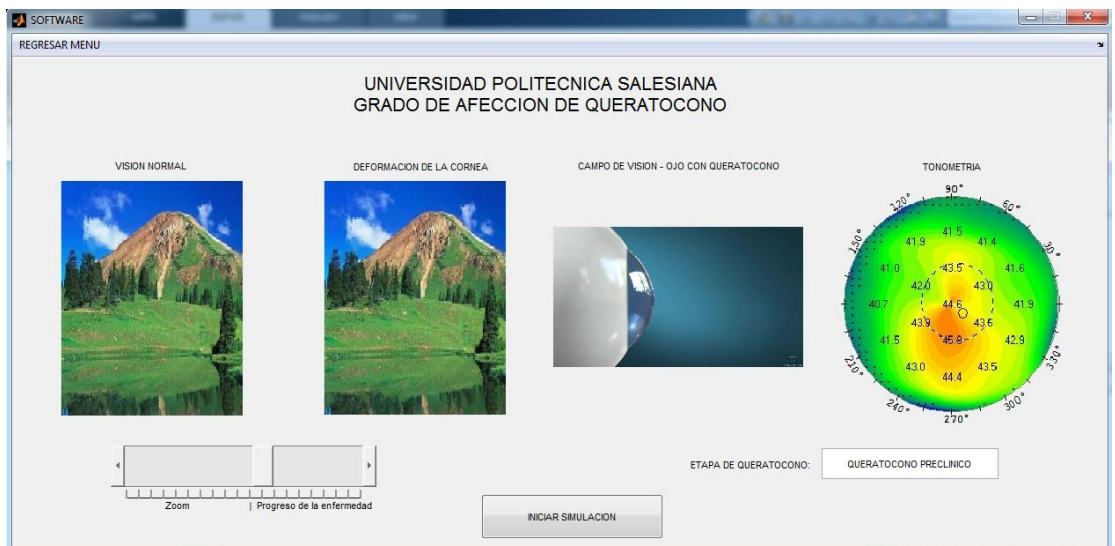 SOFTWARE
REGRESAR MENU
UNIVERSIDAD POLITECNICA SALESIANA
GRADO DE AFECCION DE QUERATOCONO
VISION NORMAL
DEFORMACION DE LA CORNEA
CAMPO DE VISION - OJO CON QUERATOCONO
TONOMETRIA
90°
120° 60°
150° 30°
41.5
41.9 41.4
41.0 43.5 41.6
42.0 43.0
40.7 44.6 41.9
43.9 43.6
41.5 45.9 42.9
43.0 43.5
44.4
210° 330°
240° 300°
270°
ETAPA DE QUERATOCONO: QUERATOCONO PRECLINICO
Zoom | Progreso de la enfermedad
INICIAR SIMULACION